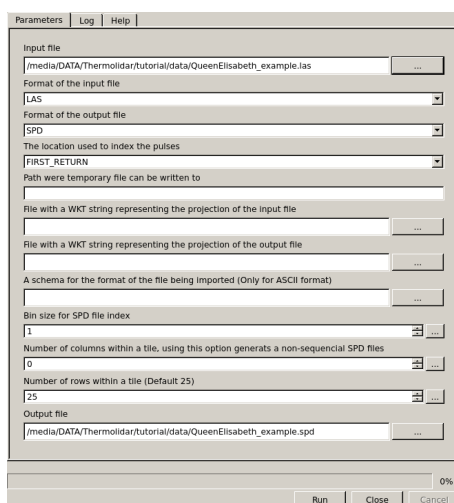 Parameters Log Help
Input file
/media/DATA/Thermolidar/tutorial/data/QueenElisabeth_example.las ...
Format of the input file
LAS
Format of the output file
SPD
The location used to index the pulses
FIRST_RETURN
Path were temporary file can be written to
File with a WKT string representing the projection of the input file
...
File with a WKT string representing the projection of the output file
...
A schema for the format of the file being imported (Only for ASCII format)
...
Bin size for SPD file index
1 ...
Number of columns within a tile, using this option generats a non-sequencial SPD files
0 ...
Number of rows within a tile (Default 25)
25 ...
Output file
/media/DATA/Thermolidar/tutorial/data/QueenElisabeth_example.spd ...
0%
Run Close Cancel